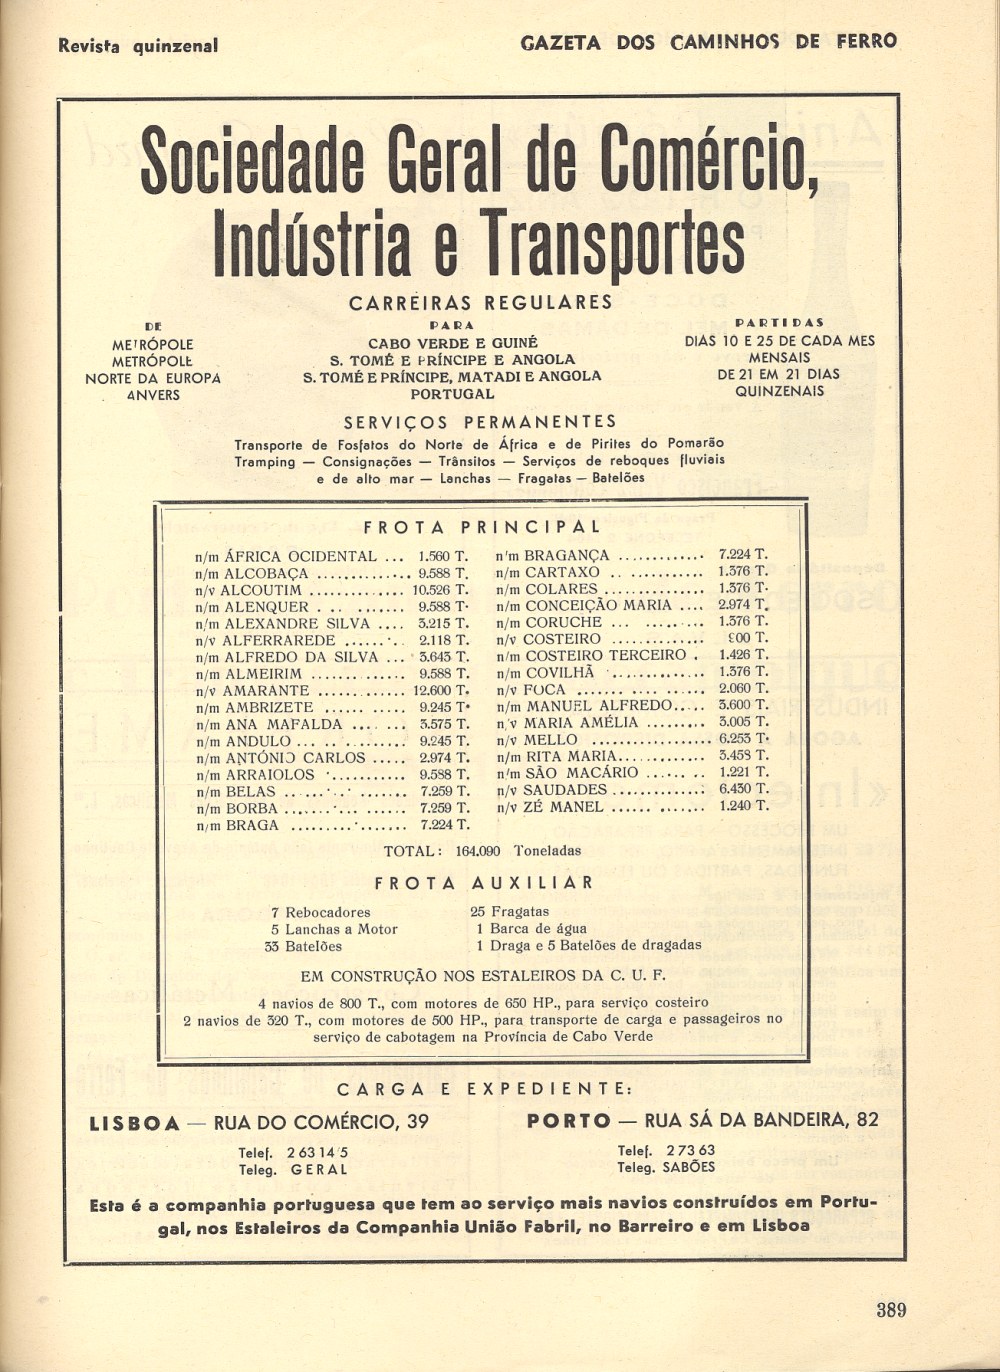 Revista quinzenal
GAZETA DOS CAMINHOS DE FERRO
Sociedade Geral de Comércio,
Indústria e Transportes
CARREIRAS REGULARES
DE
METRÓPOLE
METRÓPOLE
NORTE DA EUROPA
ANVERS
PARA
CABO VERDE E GUINÉ
S. TOMÉ E PRÍNCIPE E ANGOLA
S. TOMÉ E PRÍNCIPE, MATADI E ANGOLA
PORTUGAL
PARTIDAS
DIAS 10 E 25 DE CADA MES
MENSAIS
DE 21 EM 21 DIAS
QUINZENAIS
SERVIÇOS PERMANENTES
Transporte de Fosfatos do Norte de África e de Pirites do Pomarão
Tramping — Consignações — Trânsitos — Serviços de reboques fluviais
e de alto mar — Lanchas — Fragatas — Batelões
FROTA PRINCIPAL
n/m ÁFRICA OCIDENTAL ... 1.560 T.
n/m ALCOBAÇA ............. 9.588 T.
n/v ALCOUTIM ............. 10.526 T.
n/m ALENQUER ............. 9.588 T.
n/m ALEXANDRE SILVA .... 3.215 T.
n/v ALFERRAREDE ......... 2.118 T.
n/m ALFREDO DA SILVA ... 3.643 T.
n/m ALMEIRIM ............. 9.588 T.
n/v AMARANTE ............ 12.600 T.
n/m AMBRIZETE ........... 9.245 T.
n/m ANA MAFALDA ........ 3.575 T.
n/m ANDULO ............... 9.245 T.
n/m ANTÓNIO CARLOS ..... 2.974 T.
n/m ARRAIOLOS ........... 9.588 T.
n/m BELAS ................ 7.259 T.
n/m BORBA ................ 7.259 T.
n/m BRAGA ................ 7.224 T.
n/m BRAGANÇA ............ 7.224 T.
n/m CARTAXO ............. 1.376 T.
n/m COLARES .............. 1.376 T.
n/m CONCEIÇÃO MARIA .... 2.974 T.
n/m CORUCHE ............. 1.376 T.
n/v COSTEIRO ............. 900 T.
n/m COSTEIRO TERCEIRO . 1.426 T.
n/m COVILHÃ .............. 1.376 T.
n/v FOCA .................. 2.060 T.
n/m MANUEL ALFREDO... 3.600 T.
n/v MARIA AMÉLIA ......... 3.005 T.
n/v MELLO ................ 6.253 T.
n/m RITA MARIA............ 3.453 T.
n/m SÃO MACÁRIO ........ 1.221 T.
n/v SAUDADES ............. 6.430 T.
n/v ZÉ MANEL ............. 1.240 T.
TOTAL: 164.090 Toneladas
FROTA AUXILIAR
7 Rebocadores
5 Lanchas a Motor
33 Batelões
25 Fragatas
1 Barca de água
1 Draga e 5 Batelões de dragadas
EM CONSTRUÇÃO NOS ESTALEIROS DA C. U. F.
4 navios de 800 T., com motores de 650 HP., para serviço costeiro
2 navios de 320 T., com motores de 500 HP., para transporte de carga e passageiros no
serviço de cabotagem na Província de Cabo Verde
CARGA E EXPEDIENTE:
LISBOA — RUA DO COMÉRCIO, 39
Telef. 2 63 14/5
Teleg. GERAL
PORTO — RUA SÁ DA BANDEIRA, 82
Telef. 2 73 63
Teleg. SABÕES
Esta é a companhia portuguesa que tem ao serviço mais navios construídos em Portu-
gal, nos Estaleiros da Companhia União Fabril, no Barreiro e em Lisboa
389